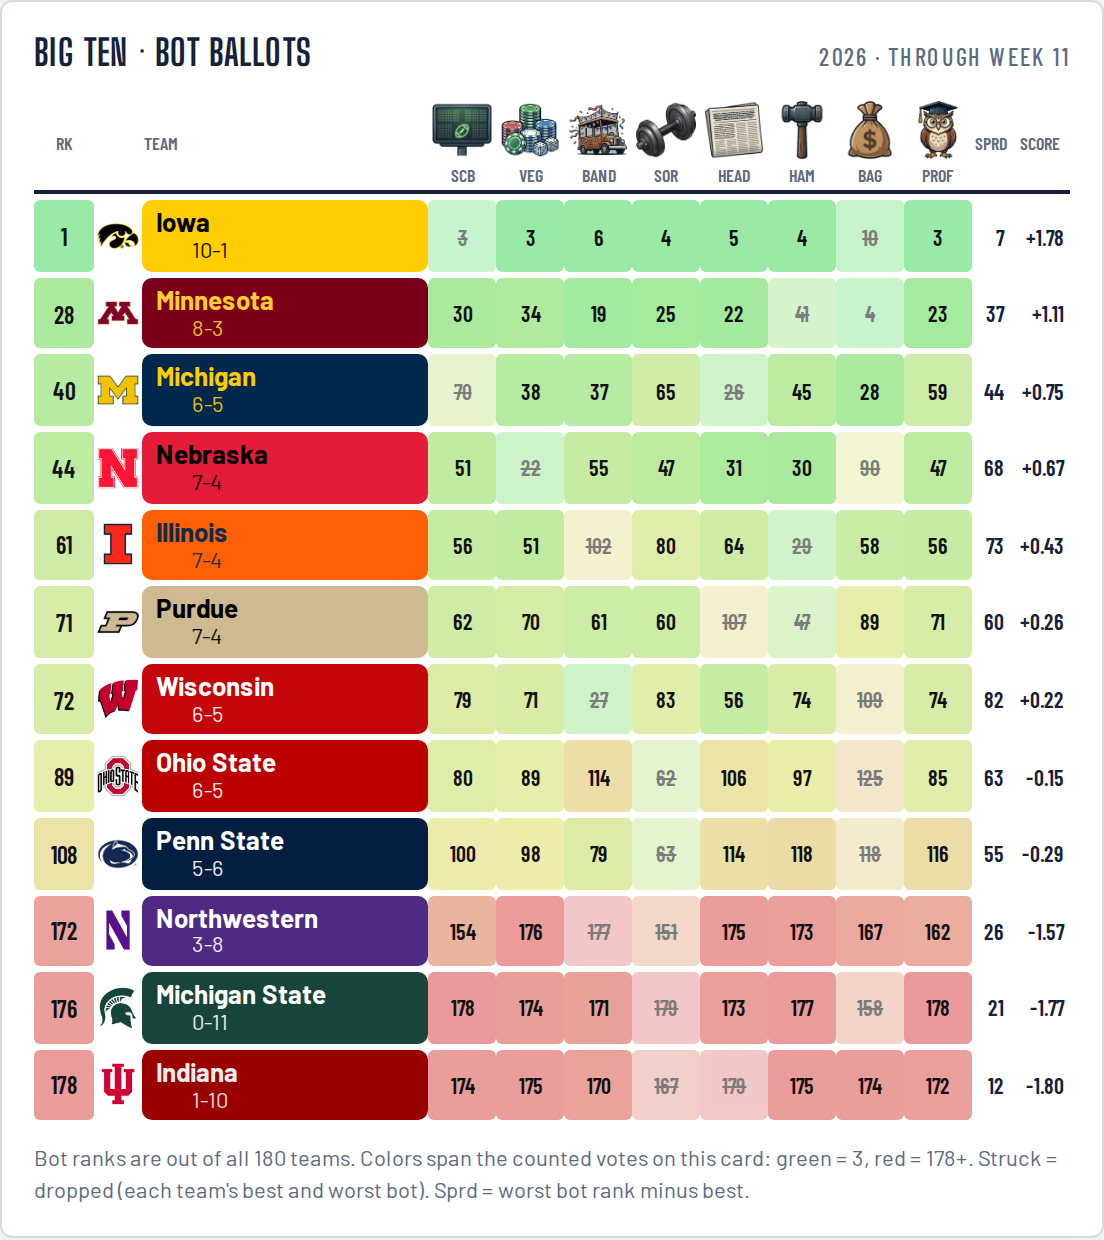 BIG TEN · BOT BALLOTS
2026 · THROUGH WEEK 11
RK TEAM SCB VEG BAND SOR HEAD HAM BAG PROF SPRD SCORE
1 Iowa 3 3 6 4 5 4 10 3 7 +1.78
10-1
28 M Minnesota 30 34 19 25 22 41 4 23 37 +1.11
8-3
40 M Michigan 70 38 37 65 26 45 28 59 44 +0.75
6-5
44 N Nebraska 51 22 55 47 31 30 90 47 68 +0.67
7-4
61 I Illinois 56 51 102 80 64 29 58 56 73 +0.43
7-4
71 P Purdue 62 70 61 60 107 47 89 71 60 +0.26
7-4
72 W Wisconsin 79 71 27 83 56 74 109 74 82 +0.22
6-5
89 OHIO STATE Ohio State 80 89 114 62 106 97 125 85 63 -0.15
6-5
108 Penn State 100 98 79 63 114 118 118 116 55 -0.29
5-6
172 N Northwestern 154 176 177 151 175 173 167 162 26 -1.57
3-8
176 Michigan State 178 174 171 179 173 177 158 178 21 -1.77
0-11
178 Indiana 174 175 170 167 179 175 174 172 12 -1.80
1-10
Bot ranks are out of all 180 teams. Colors span the counted votes on this card: green = 3, red = 178+. Struck =
dropped (each team's best and worst bot). Sprd = worst bot rank minus best.